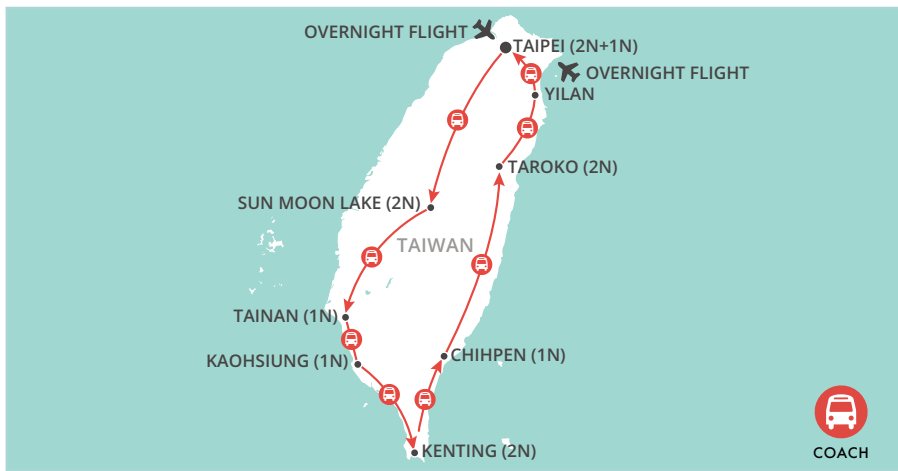 OVERNIGHT FLIGHT
TAIPEI (2N+1N)
OVERNIGHT FLIGHT
YILAN
TAROKO (2N)
SUN MOON LAKE (2N)
TAIWAN
TAINAN (1N)
KAOHSIUNG (1N)
CHIHPEN (1N)
KENTING (2N)
COACH